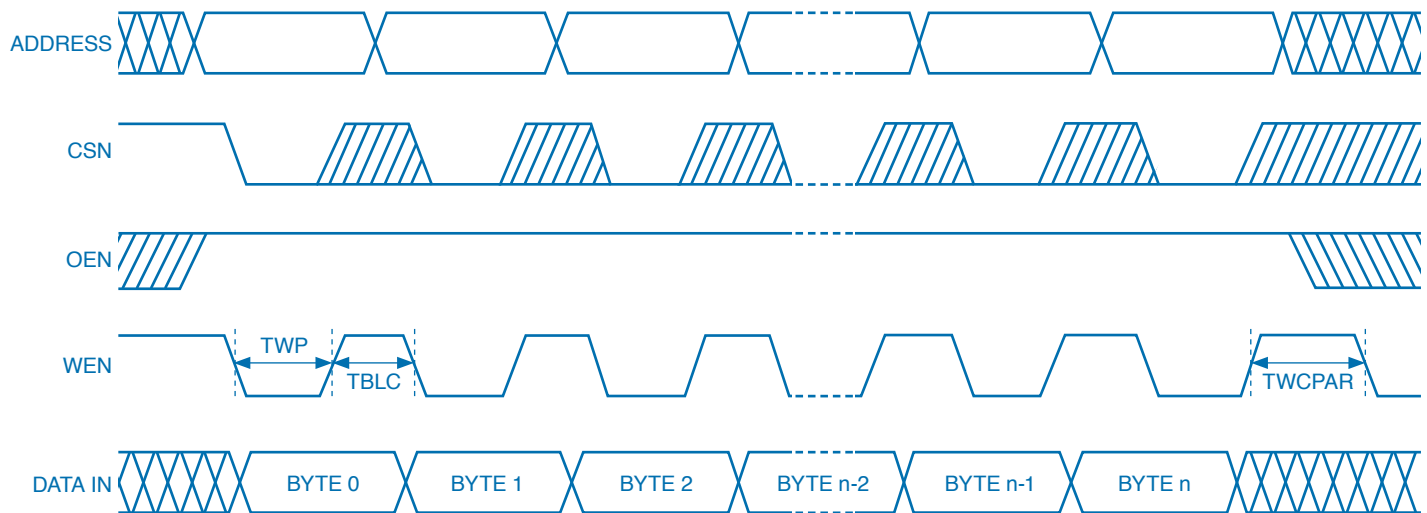 ADDRESS
CSN
OEN
WEN
TWP
TBLC
TWCPAR
DATA IN
BYTE 0
BYTE 1
BYTE 2
BYTE n-2
BYTE n-1
BYTE n